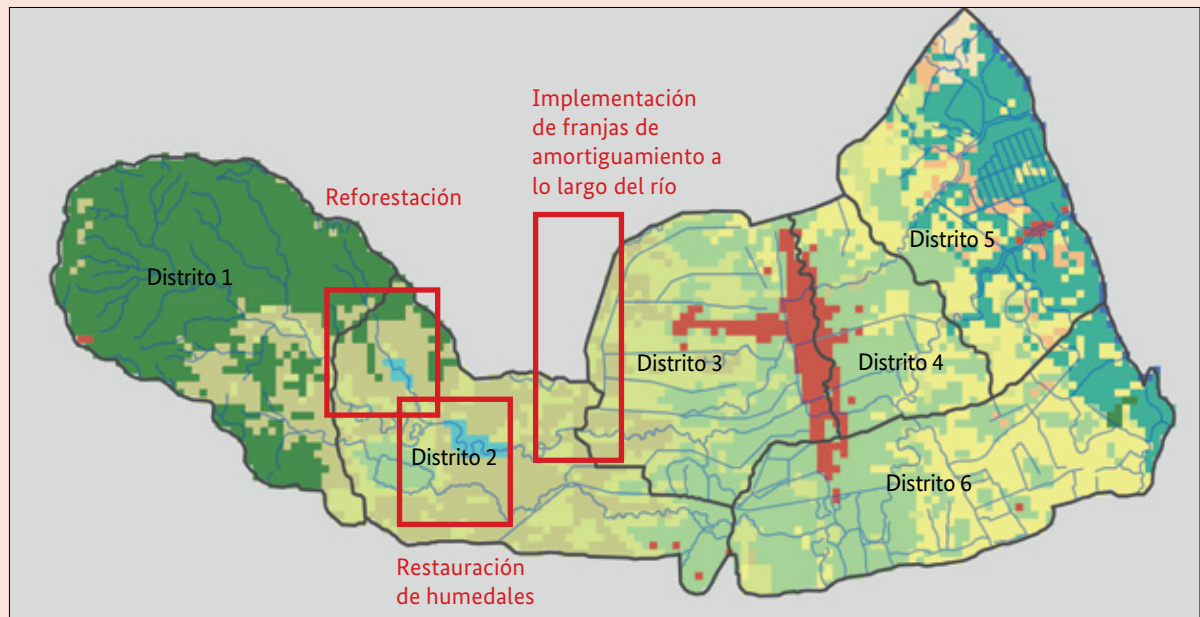 Implementación
de franjas de
amortiguamiento a
lo largo del río
Reforestación
Distrito 1
Distrito 5
Distrito 3
Distrito 4
Distrito 2
Distrito 6
Restauración
de humedales